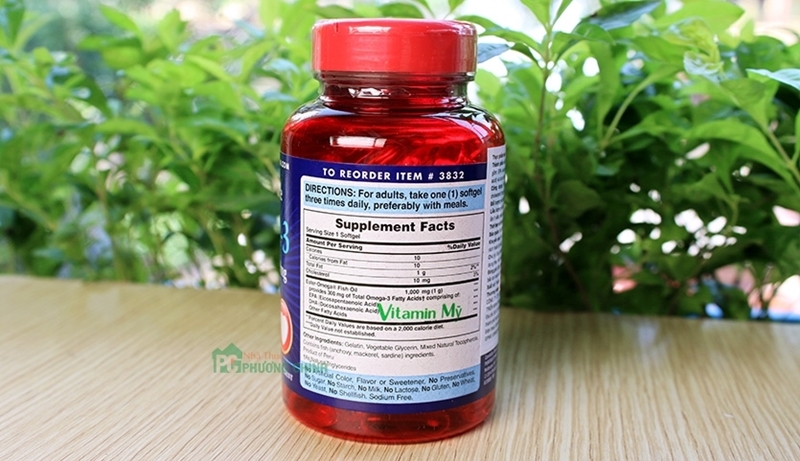 TO REORDER ITEM # 3832
DIRECTIONS: For adults, take one (1) softgel
three times daily, preferably with meals.
Supplement Facts
Serving Size 1 Softgel
Amount Per Serving %Daily Value
Calories 10
Calories from Fat 10
Total Fat 1 g 2%*
Cholesterol 10 mg 3%
Ester Omega® Fish Oil 1,000 mg (1 g)
provides 300 mg of Total Omega-3 Fatty Acids† comprising of:
EPA (Eicosapentaenoic Acid)
DHA (Docosahexaenoic Acid)
Other Fatty Acids
Vitamin Mỹ
*Percent Daily Values are based on a 2,000 calorie diet.
**Daily Value not established.
Other Ingredients: Gelatin, Vegetable Glycerin, Mixed Natural Tocopherols.
Contains fish (anchovy, mackerel, sardine) ingredients.
Product of Peru
No Artificial Color, Flavor or Sweetener, No Preservatives,
No Sugar, No Starch, No Milk, No Lactose, No Gluten, No Wheat,
No Yeast, No Shellfish, Sodium Free.
PG